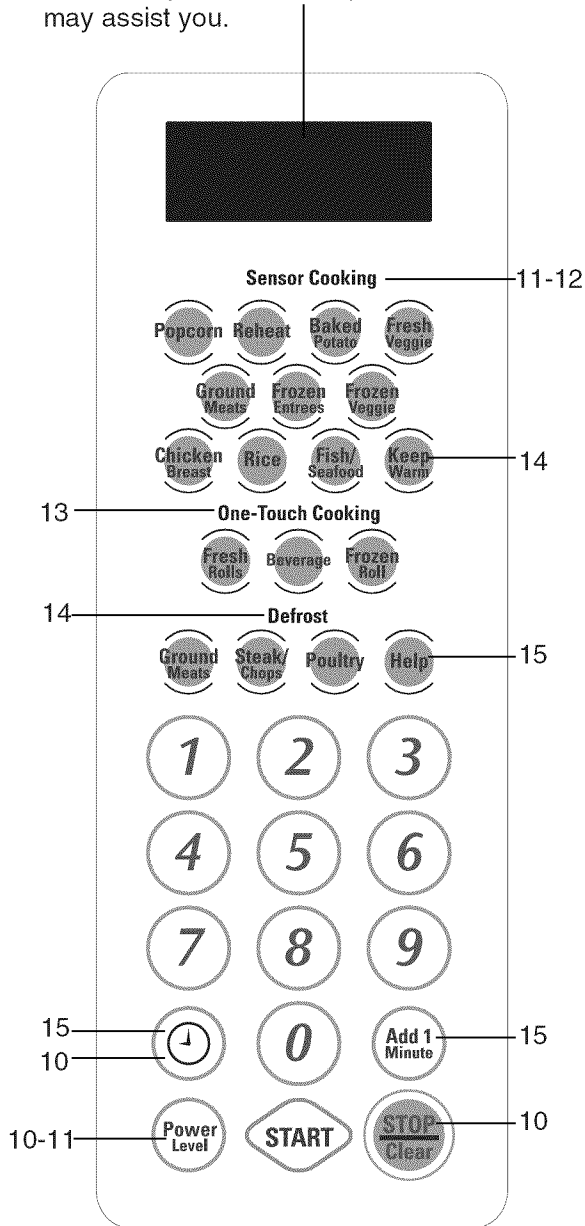 may assist you.
Sensor Cooking 11-12
Popcorn Reheat Baked Potato Fresh Veggie
Ground Meats Frozen Entrees Frozen Veggie
Chicken Breast Rice Fish/ Seafood Keep Warm 14
13 One-Touch Cooking
Fresh Rolls Beverage Frozen Roll
14 Defrost
Ground Meats Steak/ Chops Poultry Help 15
1 2 3
4 5 6
7 8 9
15
10
0
Add 1 Minute 15
10-11 Power Level START STOP Clear 10